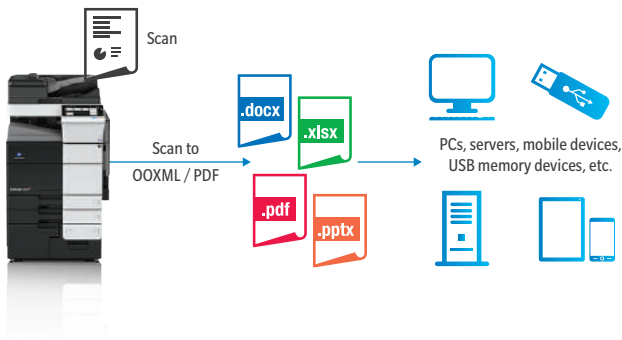 Scan
Scan to
OOXML / PDF
.docx
.xlsx
.pdf
.pptx
PCs, servers, mobile devices,
USB memory devices, etc.